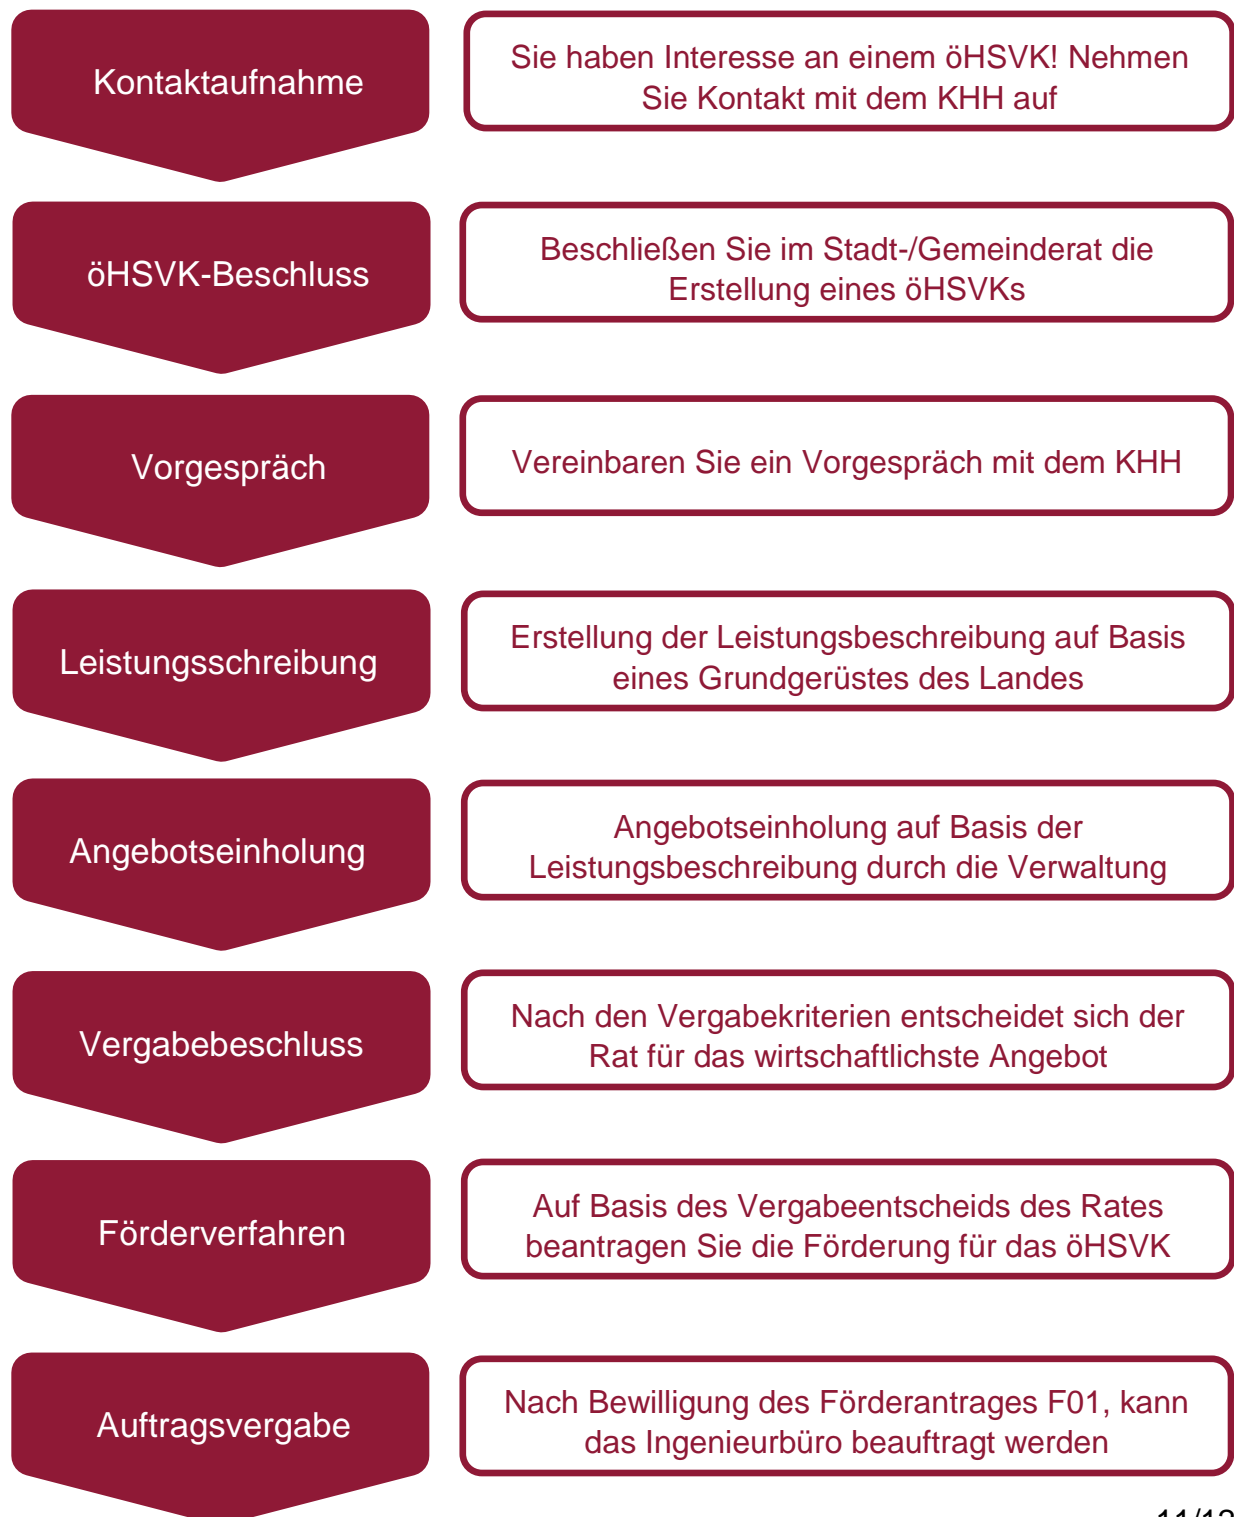 Kontaktaufnahme
Sie haben Interesse an einem öHSVK! Nehmen
Sie Kontakt mit dem KHH auf
öHSVK-Beschluss
Beschließen Sie im Stadt-/Gemeinderat die
Erstellung eines öHSVKs
Vorgespräch
Vereinbaren Sie ein Vorgespräch mit dem KHH
Leistungsschreibung
Erstellung der Leistungsbeschreibung auf Basis
eines Grundgerüstes des Landes
Angebotseinholung
Angebotseinholung auf Basis der
Leistungsbeschreibung durch die Verwaltung
Vergabebeschluss
Nach den Vergabekriterien entscheidet sich der
Rat für das wirtschaftlichste Angebot
Förderverfahren
Auf Basis des Vergabeentscheids des Rates
beantragen Sie die Förderung für das öHSVK
Auftragsvergabe
Nach Bewilligung des Förderantrages F01, kann
das Ingenieurbüro beauftragt werden